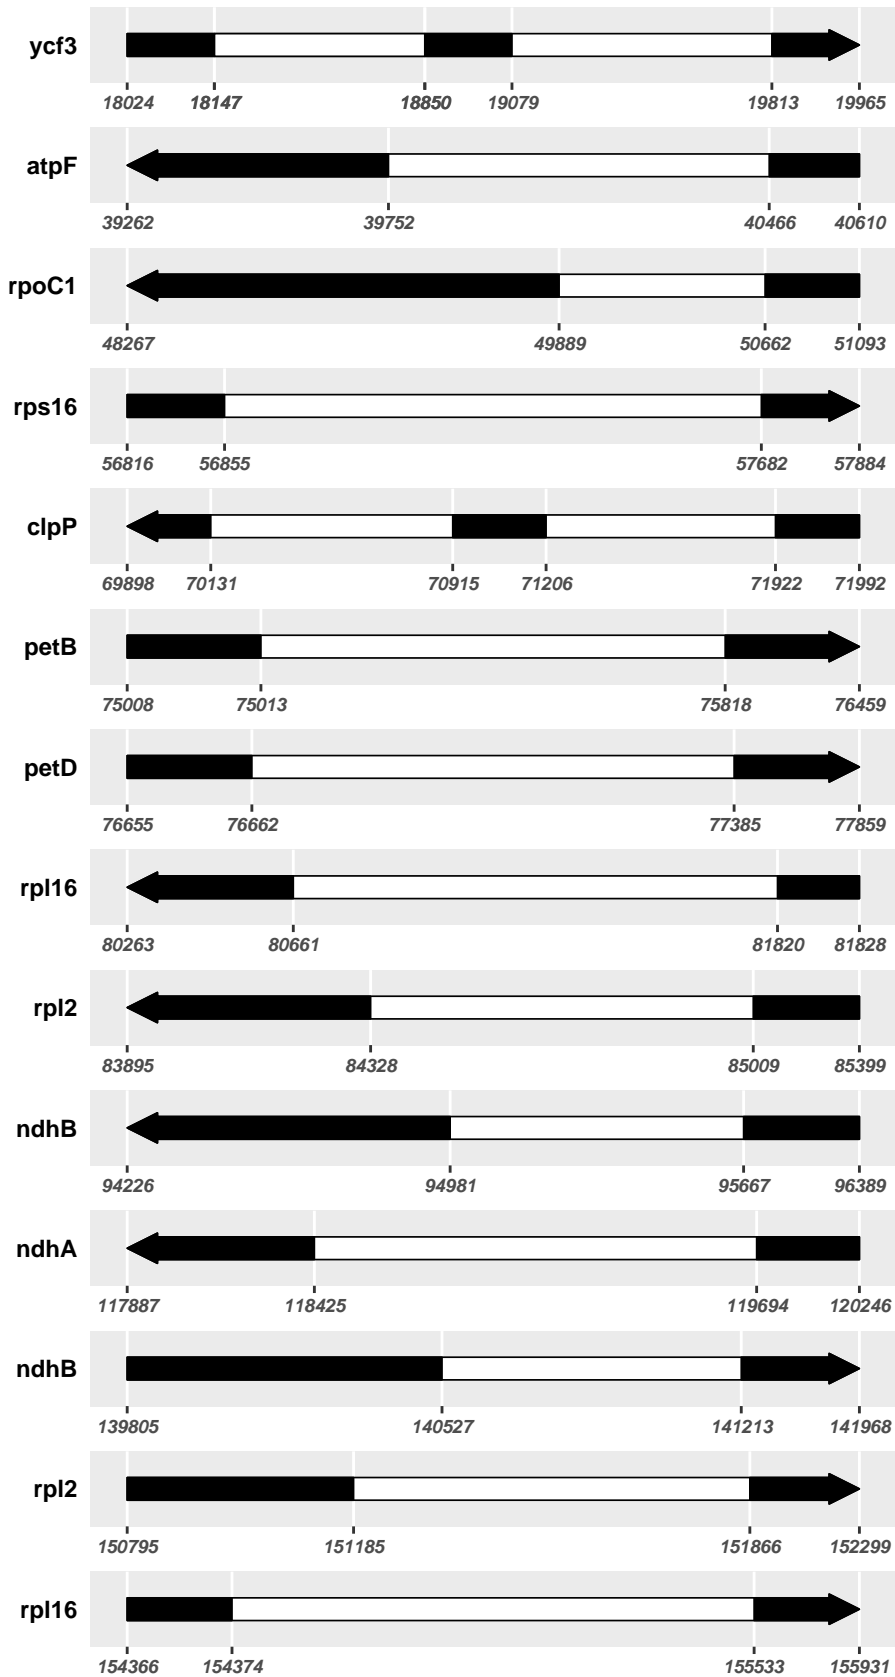 ycf3
18024 18147 18850 19079 19813 19965
atpF
39262 39752 40466 40610
rpoC1
48267 49889 50662 51093
rps16
56816 56855 57682 57884
clpP
69898 70131 70915 71206 71922 71992
petB
75008 75013 75818 76459
petD
76655 76662 77385 77859
rpl16
80263 80661 81820 81828
rpl2
83895 84328 85009 85399
ndhB
94226 94981 95667 96389
ndhA
117887 118425 119694 120246
ndhB
139805 140527 141213 141968
rpl2
150795 151185 151866 152299
rpl16
154366 154374 155533 155931